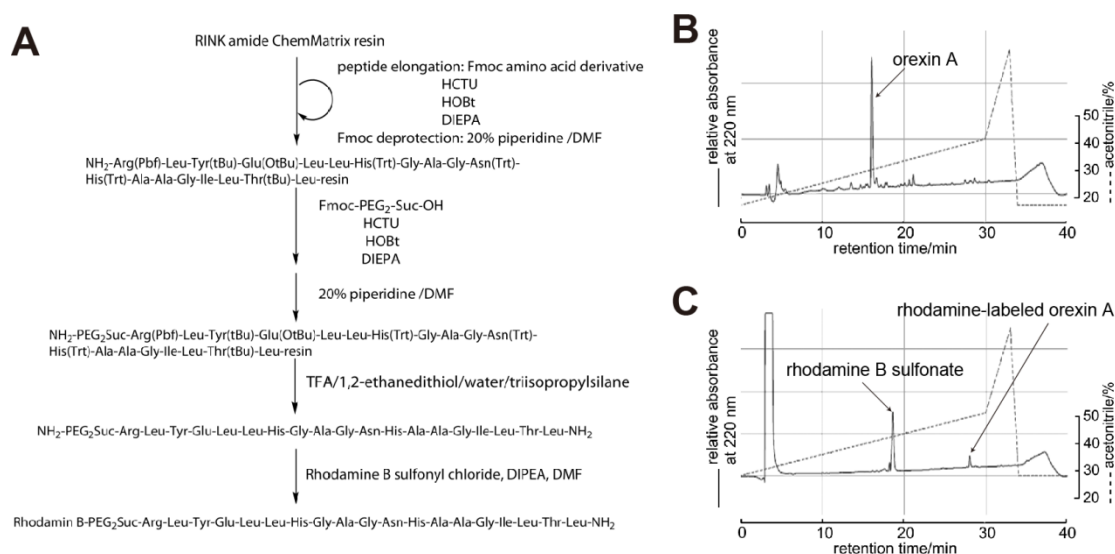 A
RINK amide ChemMatrix resin
peptide elongation: Fmoc amino acid derivative
HCTU
HOBt
DIEPA
Fmoc deprotection: 20% piperidine /DMF
NH2-Arg(Pbf)-Leu-Tyr(tBu)-Glu(OtBu)-Leu-Leu-His(Trt)-Gly-Ala-Gly-Asn(Trt)-
His(Trt)-Ala-Ala-Gly-Ile-Leu-Thr(tBu)-Leu-resin
Fmoc-PEG2-Suc-OH
HCTU
HOBt
DIEPA
20% piperidine /DMF
NH2-PEG2Suc-Arg(Pbf)-Leu-Tyr(tBu)-Glu(OtBu)-Leu-Leu-His(Trt)-Gly-Ala-Gly-Asn(Trt)-
His(Trt)-Ala-Ala-Gly-Ile-Leu-Thr(tBu)-Leu-resin
TFA/1,2-ethanedithiol/water/triisopropylsilane
NH2-PEG2Suc-Arg-Leu-Tyr-Glu-Leu-Leu-His-Gly-Ala-Gly-Asn-His-Ala-Ala-Gly-Ile-Leu-Thr-Leu-NH2
Rhodamine B sulfonyl chloride, DIPEA, DMF
Rhodamin B-PEG2Suc-Arg-Leu-Tyr-Glu-Leu-Leu-His-Gly-Ala-Gly-Asn-His-Ala-Ala-Gly-Ile-Leu-Thr-Leu-NH2
B
orexin A
relative absorbance
at 220 nm
50
40
30
20
acetonitrile/%
0
10
20
30
40
retention time/min
C
rhodamine-labeled orexin A
rhodamine B sulfonate
relative absorbance
at 220 nm
50
40
30
20
acetonitrile/%
0
10
20
30
40
retention time/min